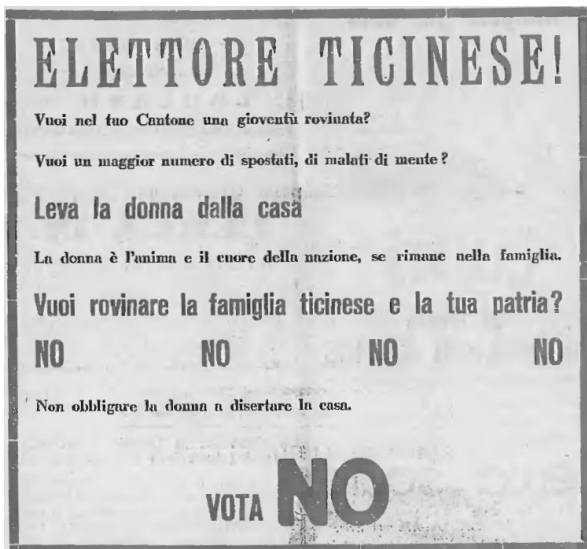 ELETTORE TICINESE!
Vuoi nel tuo Cantone una gioventù rovinata?
Vuoi un maggior numero di spostati, di malati di mente?
Leva la donna dalla casa
La donna è l'anima e il cuore della nazione, se rimane nella famiglia.
Vuoi rovinare la famiglia ticinese e la tua patria?
NO NO NO NO
Non obbligare la donna a disertare la casa.
VOTA NO